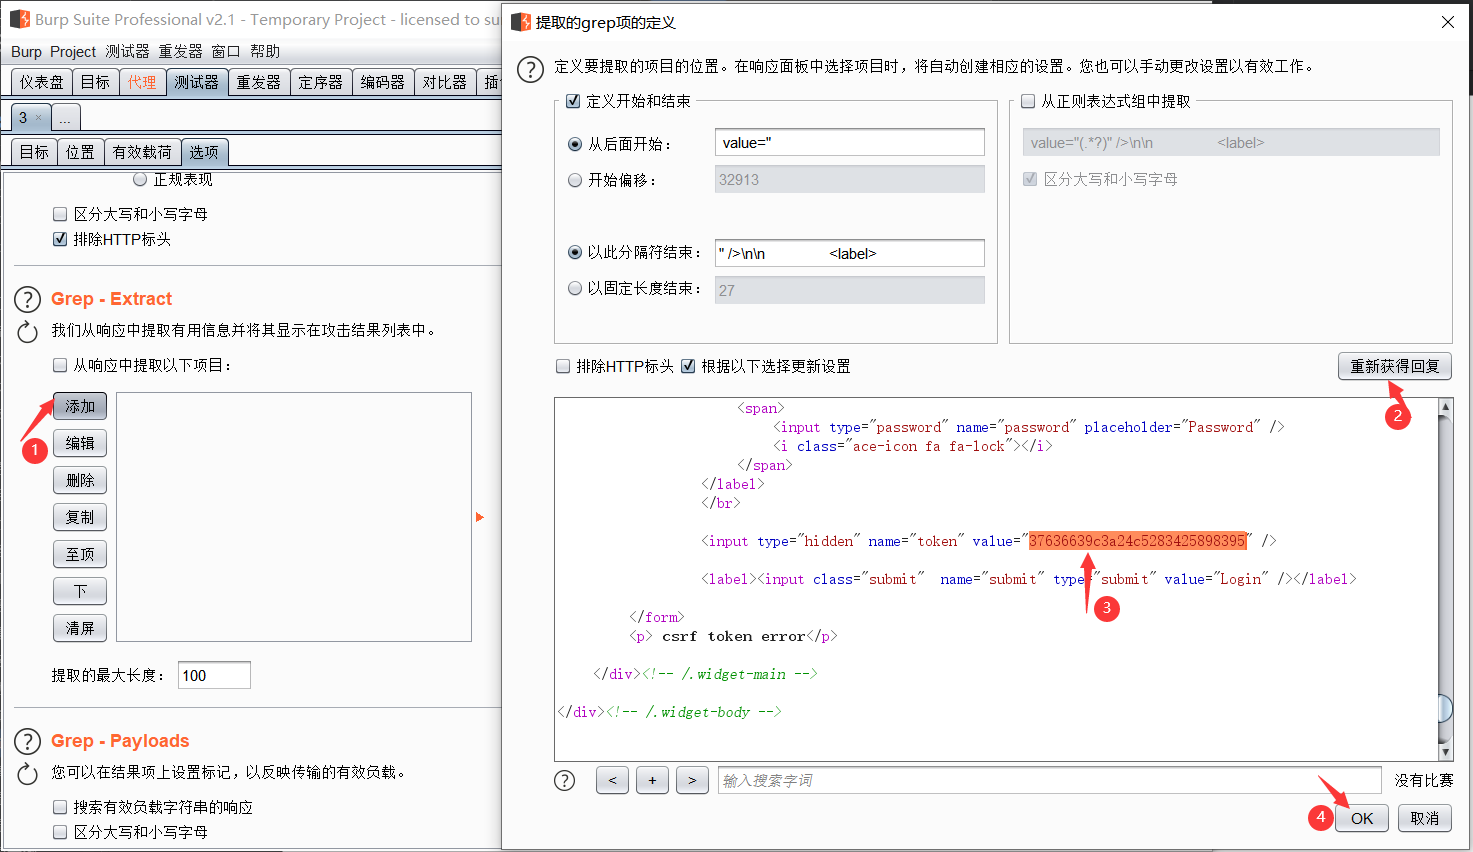 Burp Suite Professional v2.1 - Temporary Project - licensed to su
Burp Project 测试器 重发器 窗口 帮助
仪表盘 目标 代理 测试器 重发器 定序器 编码器 对比器 插
3 × ...
目标 位置 有效载荷 选项
正规表现
区分大写和小写字母
排除HTTP标头
? Grep - Extract
我们从响应中提取有用信息并将其显示在攻击结果列表中。
从响应中提取以下项目：
添加
1
编辑
删除
复制
至顶
下
清屏
提取的最大长度： 100
? Grep - Payloads
您可以在结果项上设置标记，以反映传输的有效负载。
搜索有效负载字符串的响应
区分大写和小写字母
提取的grep项的定义
? 定义要提取的项目的位置。在响应面板中选择项目时，将自动创建相应的设置。您也可以手动更改设置以有效工作。
定义开始和结束
从后面开始： value="
开始偏移： 32913
以此分隔符结束： " />\n\n                <label>
以固定长度结束： 27
从正则表达式组中提取
value="(.*?)" />\n\n                <label>
区分大写和小写字母
排除HTTP标头 根据以下选择更新设置 重新获得回复
2
<span>
<input type="password" name="password" placeholder="Password" />
<i class="ace-icon fa fa-lock"></i>
</span>
</label>
</br>
<input type="hidden" name="token" value="37636639c3a24c5283425898395" />
<label><input class="submit"  name="submit" type="submit" value="Login" /></label>
3
</form>
<p> csrf token error</p>
</div><!-- /.widget-main -->
</div><!-- /.widget-body -->
? < + > 输入搜索字词 没有比赛
4 OK 取消